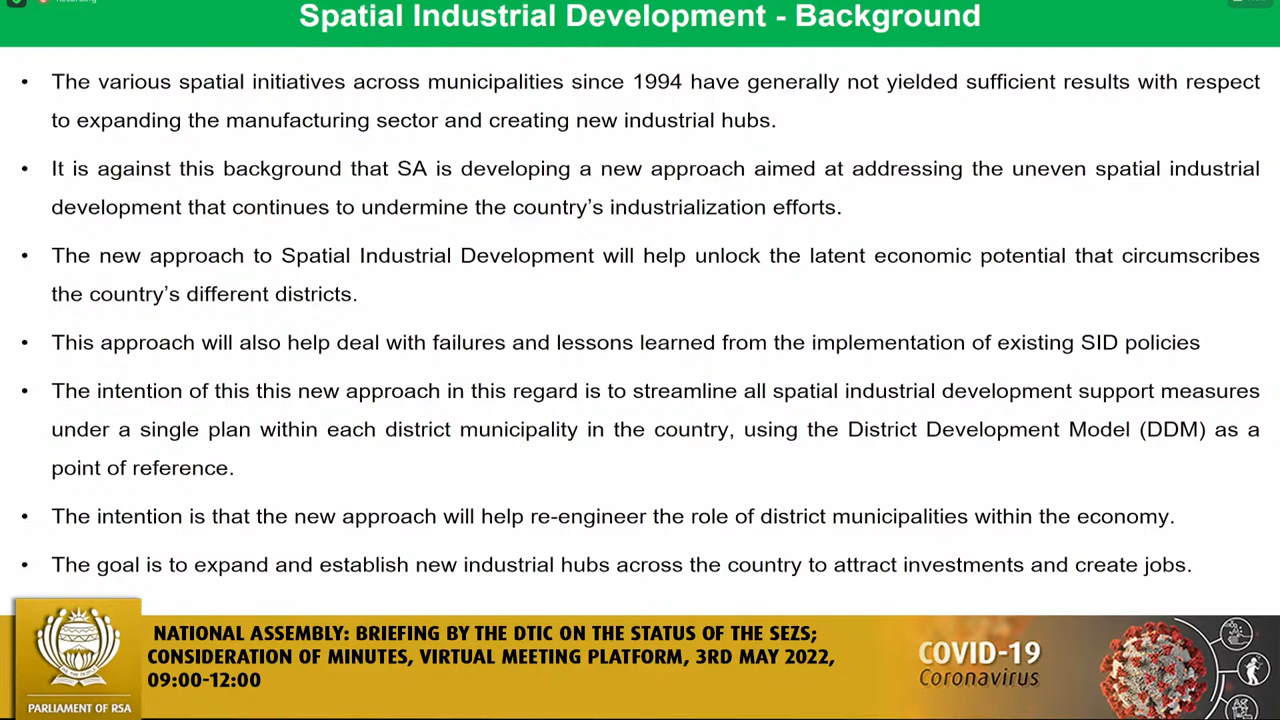 Spatial Industrial Development - Background
• The various spatial initiatives across municipalities since 1994 have generally not yielded sufficient results with respect
to expanding the manufacturing sector and creating new industrial hubs.
• It is against this background that SA is developing a new approach aimed at addressing the uneven spatial industrial
development that continues to undermine the country's industrialization efforts.
• The new approach to Spatial Industrial Development will help unlock the latent economic potential that circumscribes
the country's different districts.
• This approach will also help deal with failures and lessons learned from the implementation of existing SID policies
• The intention of this this new approach in this regard is to streamline all spatial industrial development support measures
under a single plan within each district municipality in the country, using the District Development Model (DDM) as a
point of reference.
• The intention is that the new approach will help re-engineer the role of district municipalities within the economy.
• The goal is to expand and establish new industrial hubs across the country to attract investments and create jobs.
NATIONAL ASSEMBLY: BRIEFING BY THE DTIC ON THE STATUS OF THE SEZS;
CONSIDERATION OF MINUTES, VIRTUAL MEETING PLATFORM, 3RD MAY 2022,
09:00-12:00
PARLIAMENT OF RSA
COVID-19
Coronavirus